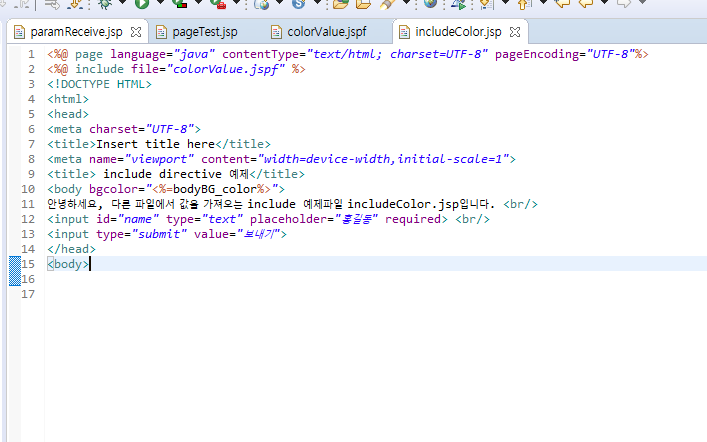 paramReceive.jsp pageTest.jsp colorValue.jspf includeColor.jsp
1 <%@ page language="java" contentType="text/html; charset=UTF-8" pageEncoding="UTF-8"%>
2 <%@ include file="colorValue.jspf" %>
3 <!DOCTYPE HTML>
4 <html>
5 <head>
6 <meta charset="UTF-8">
7 <title>Insert title here</title>
8 <meta name="viewport" content="width=device-width,initial-scale=1">
9 <title> include directive 예제</title>
10 <body bgcolor="<%=bodyBG_color%>">
11 안녕하세요, 다른 파일에서 값을 가져오는 include 예제파일 includeColor.jsp입니다. <br/>
12 <input id="name" type="text" placeholder="홍길동" required> <br/>
13 <input type="submit" value="보내기">
14 </head>
15 <body>
16
17